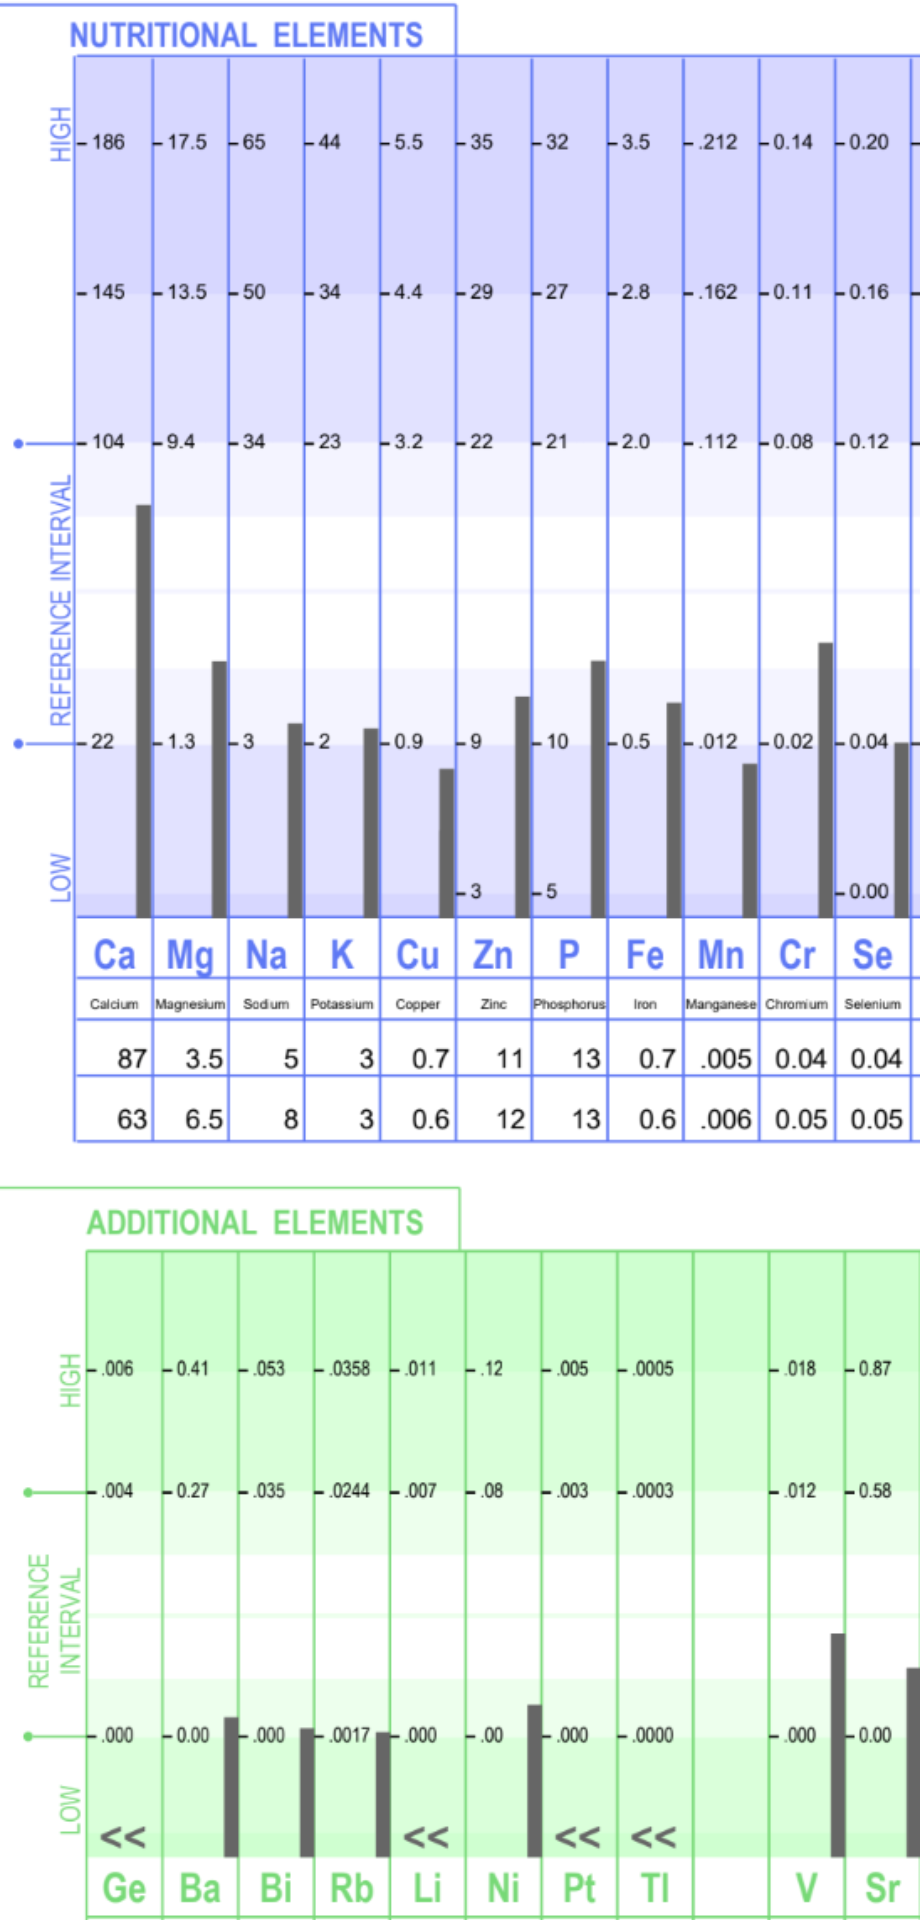 NUTRITIONAL ELEMENTS
HIGH
186 17.5 65 44 5.5 35 32 3.5 .212 0.14 0.20
145 13.5 50 34 4.4 29 27 2.8 .162 0.11 0.16
104 9.4 34 23 3.2 22 21 2.0 .112 0.08 0.12
REFERENCE INTERVAL
22 1.3 3 2 0.9 9 10 0.5 .012 0.02 0.04
LOW
3 5 0.00
Ca Mg Na K Cu Zn P Fe Mn Cr Se
Calcium Magnesium Sodium Potassium Copper Zinc Phosphorus Iron Manganese Chromium Selenium
87 3.5 5 3 0.7 11 13 0.7 .005 0.04 0.04
63 6.5 8 3 0.6 12 13 0.6 .006 0.05 0.05
ADDITIONAL ELEMENTS
HIGH
.006 0.41 .053 .0358 .011 .12 .005 .0005 .018 0.87
.004 0.27 .035 .0244 .007 .08 .003 .0003 .012 0.58
REFERENCE
INTERVAL
.000 0.00 .000 .0017 .000 .00 .000 .0000 .000 0.00
LOW
<< << << <<
Ge Ba Bi Rb Li Ni Pt Tl V Sr